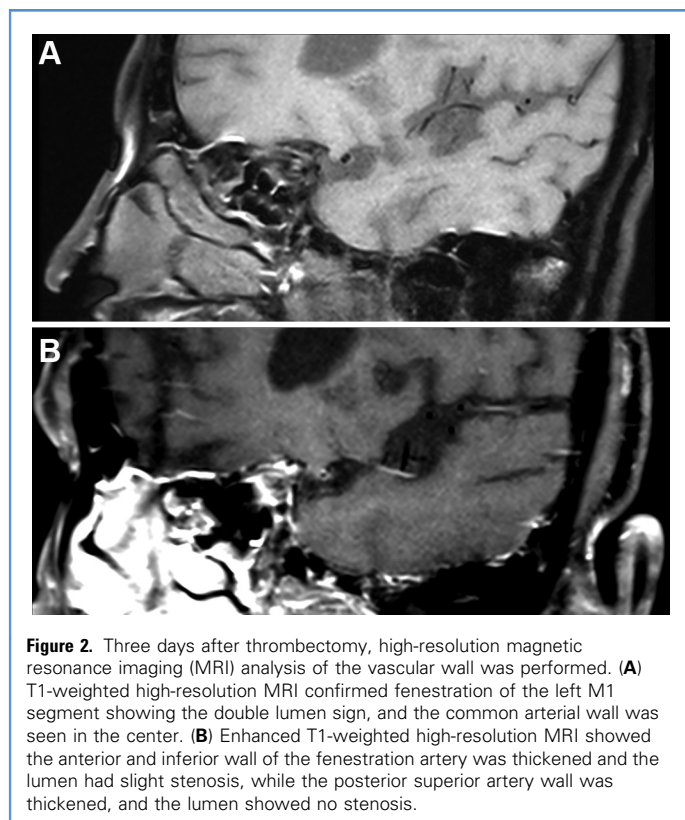 A
B
Figure 2. Three days after thrombectomy, high-resolution magnetic
resonance imaging (MRI) analysis of the vascular wall was performed. (A)
T1-weighted high-resolution MRI confirmed fenestration of the left M1
segment showing the double lumen sign, and the common arterial wall was
seen in the center. (B) Enhanced T1-weighted high-resolution MRI showed
the anterior and inferior wall of the fenestration artery was thickened and the
lumen had slight stenosis, while the posterior superior artery wall was
thickened, and the lumen showed no stenosis.